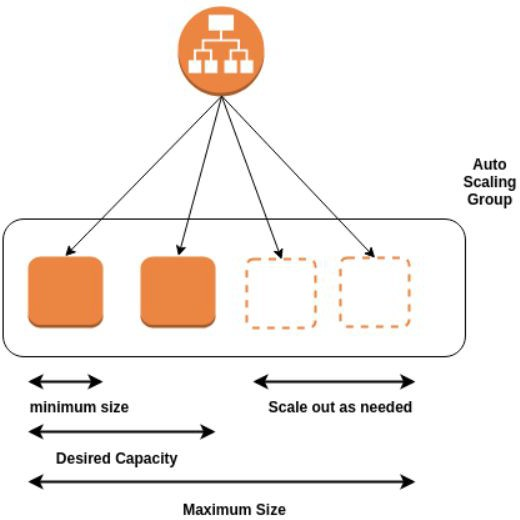 Auto
Scaling
Group
minimum size
Scale out as needed
Desired Capacity
Maximum Size